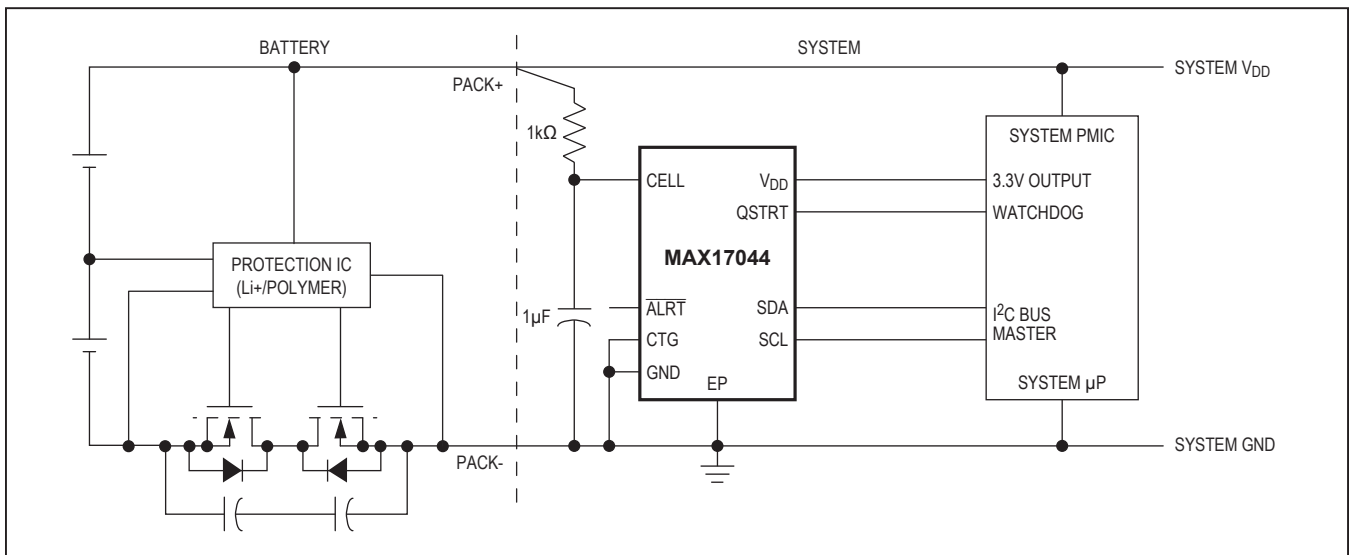 BATTERY
SYSTEM
SYSTEM VDD
PACK+
1kΩ
SYSTEM PMIC
CELL
VDD
3.3V OUTPUT
QSTRT
WATCHDOG
MAX17044
PROTECTION IC
(Li+/POLYMER)
ALRT
SDA
I²C BUS
MASTER
1µF
CTG
SCL
GND
EP
SYSTEM µP
PACK-
SYSTEM GND